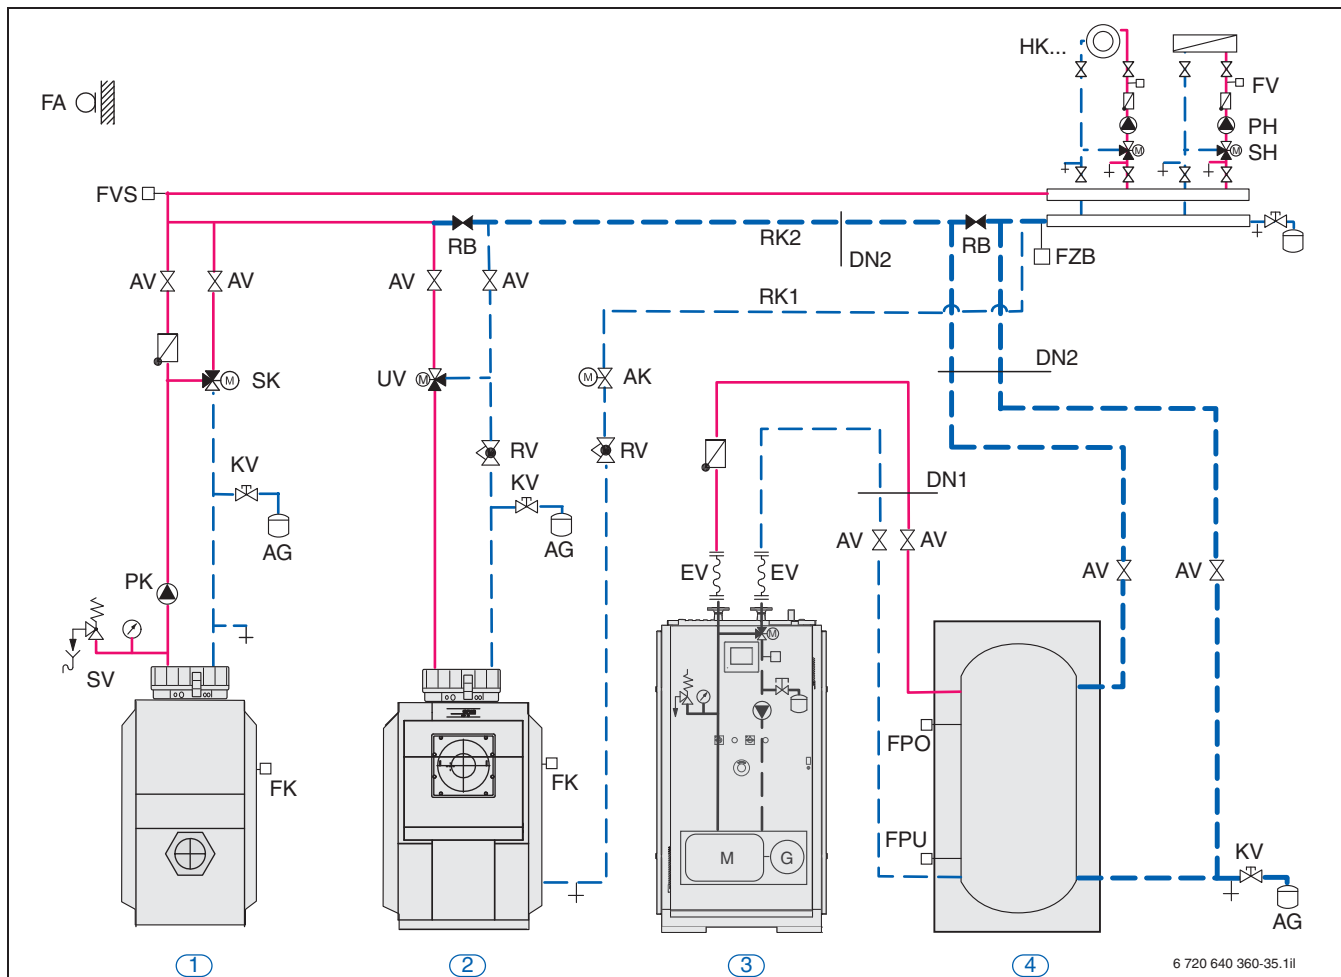 HK...
FA
FV
PH
M
SH
M
FVS
RB
RK2
DN2
RB
FZB
AV
AV
AV
AV
RK1
DN2
M
SK
UV
M
M
AK
KV
RV
RV
KV
DN1
AG
AG
AV
AV
EV
EV
AV
AV
PK
SV
M
FPO
FK
FK
FPU
M
G
KV
AG
1
2
3
4
6 720 640 360-35.1il